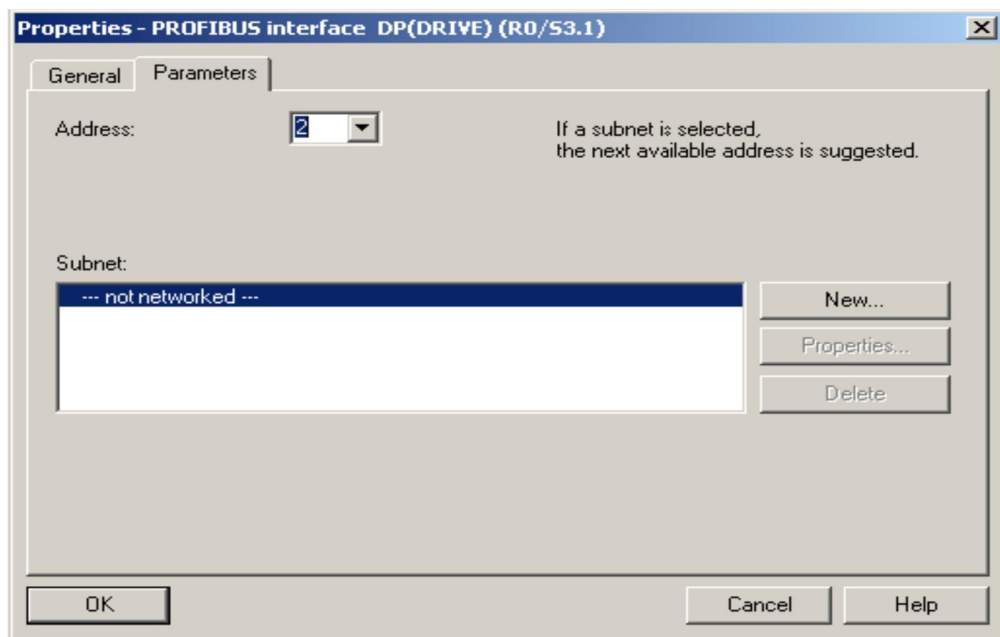 Properties - PROFIBUS interface DP(DRIVE) (R0/S3.1)
General
Parameters
Address:
2
If a subnet is selected,
the next available address is suggested.
Subnet:
--- not networked ---
New...
Properties...
Delete
OK
Cancel
Help